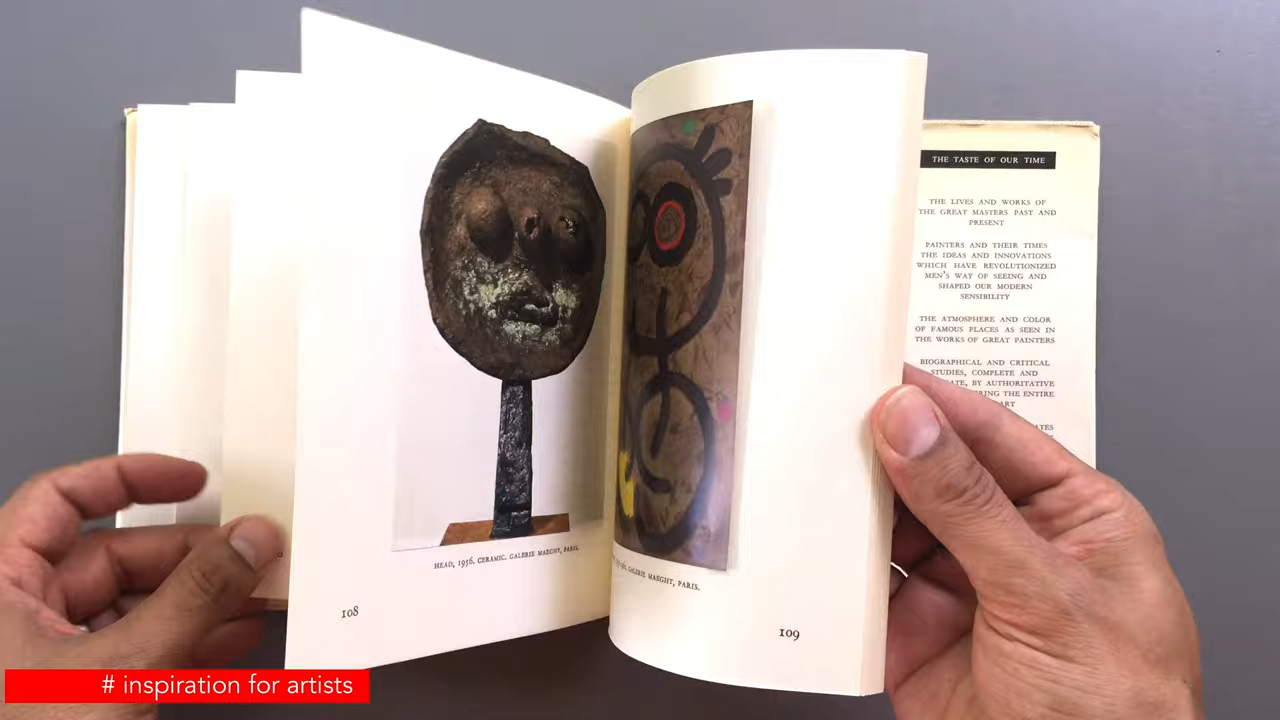 HEAD, 1956. CERAMIC. GALERIE MAEGHT, PARIS.
108
GALERIE MAEGHT, PARIS.
109
THE TASTE OF OUR TIME
THE LIVES AND WORKS OF
THE GREAT MASTERS PAST AND
PRESENT
PAINTERS AND THEIR TIMES
THE IDEAS AND INNOVATIONS
WHICH HAVE REVOLUTIONIZED
MEN'S WAY OF SEEING AND
SHAPED OUR MODERN
SENSIBILITY
THE ATMOSPHERE AND COLOR
OF FAMOUS PLACES AS SEEN IN
THE WORKS OF GREAT PAINTERS
BIOGRAPHICAL AND CRITICAL
STUDIES, COMPLETE AND
BY AUTHORITATIVE
THE ENTIRE
# inspiration for artists